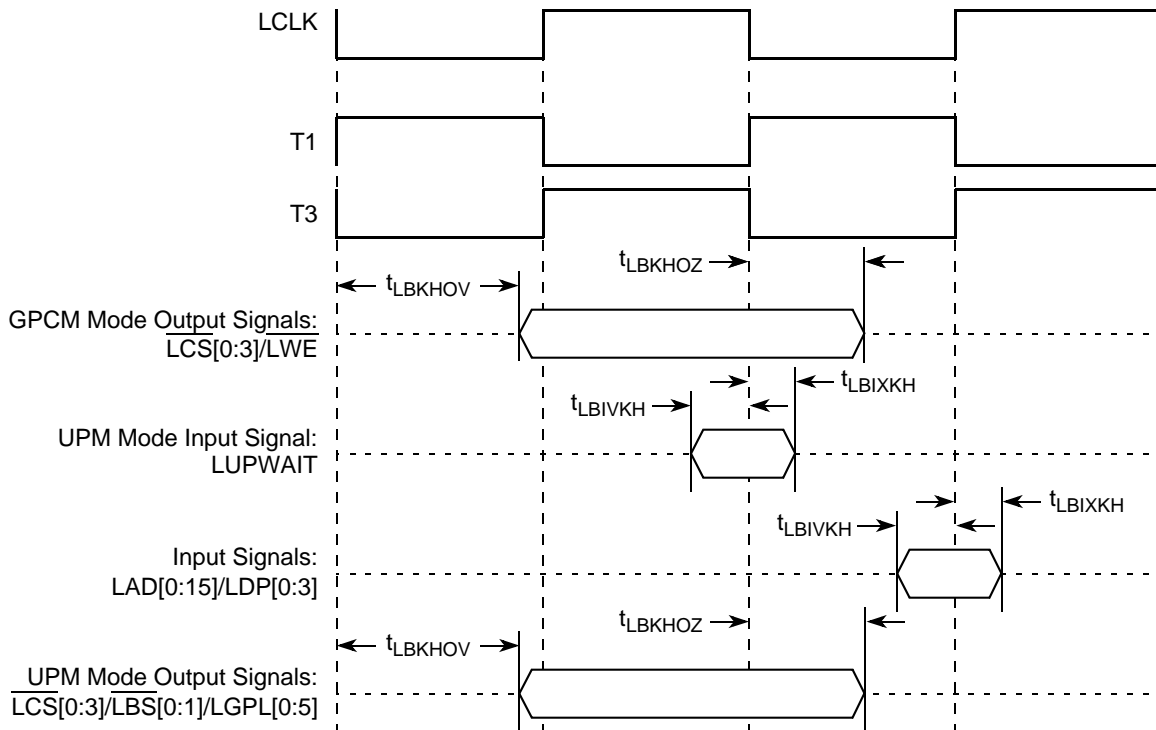 LCLK
T1
T3
tLBKHOZ
tLBKHOV
GPCM Mode Output Signals:
LCS[0:3]/LWE
tLBIXKH
tLBIVKH
UPM Mode Input Signal:
LUPWAIT
tLBIXKH
tLBIVKH
Input Signals:
LAD[0:15]/LDP[0:3]
tLBKHOZ
tLBKHOV
UPM Mode Output Signals:
LCS[0:3]/LBS[0:1]/LGPL[0:5]